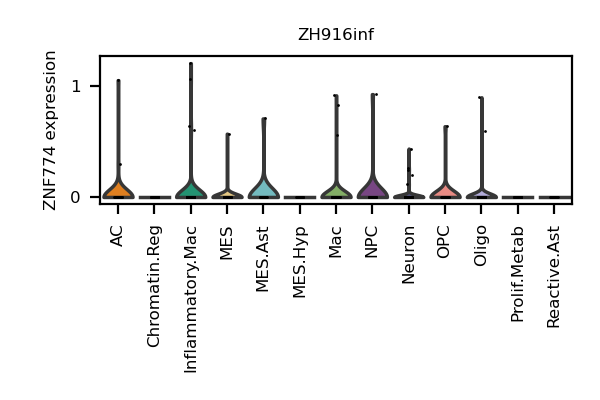 ZH916inf
ZNF774 expression
1
0
AC
Chromatin.Reg
Inflammatory.Mac
MES
MES.Ast
MES.Hyp
Mac
NPC
Neuron
OPC
Oligo
Prolif.Metab
Reactive.Ast